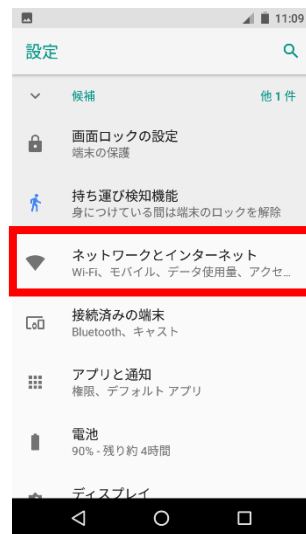 11:09
設定
候補 他 1 件
画面ロックの設定
端末の保護
持ち運び検知機能
身につけている間は端末のロックを解除
ネットワークとインターネット
Wi-Fi、モバイル、データ使用量、アクセ...
接続済みの端末
Bluetooth、キャスト
アプリと通知
権限、デフォルト アプリ
電池
90% - 残り約 4時間
ディスプレイ